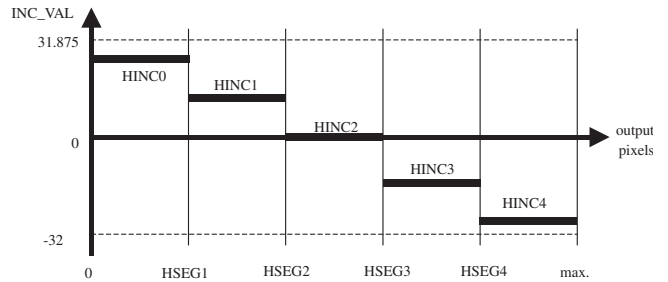 INC_VAL
31.875
HINC0
HINC1
HINC2
output
pixels
0
HINC3
HINC4
-32
0
HSEG1
HSEG2
HSEG3
HSEG4
max.